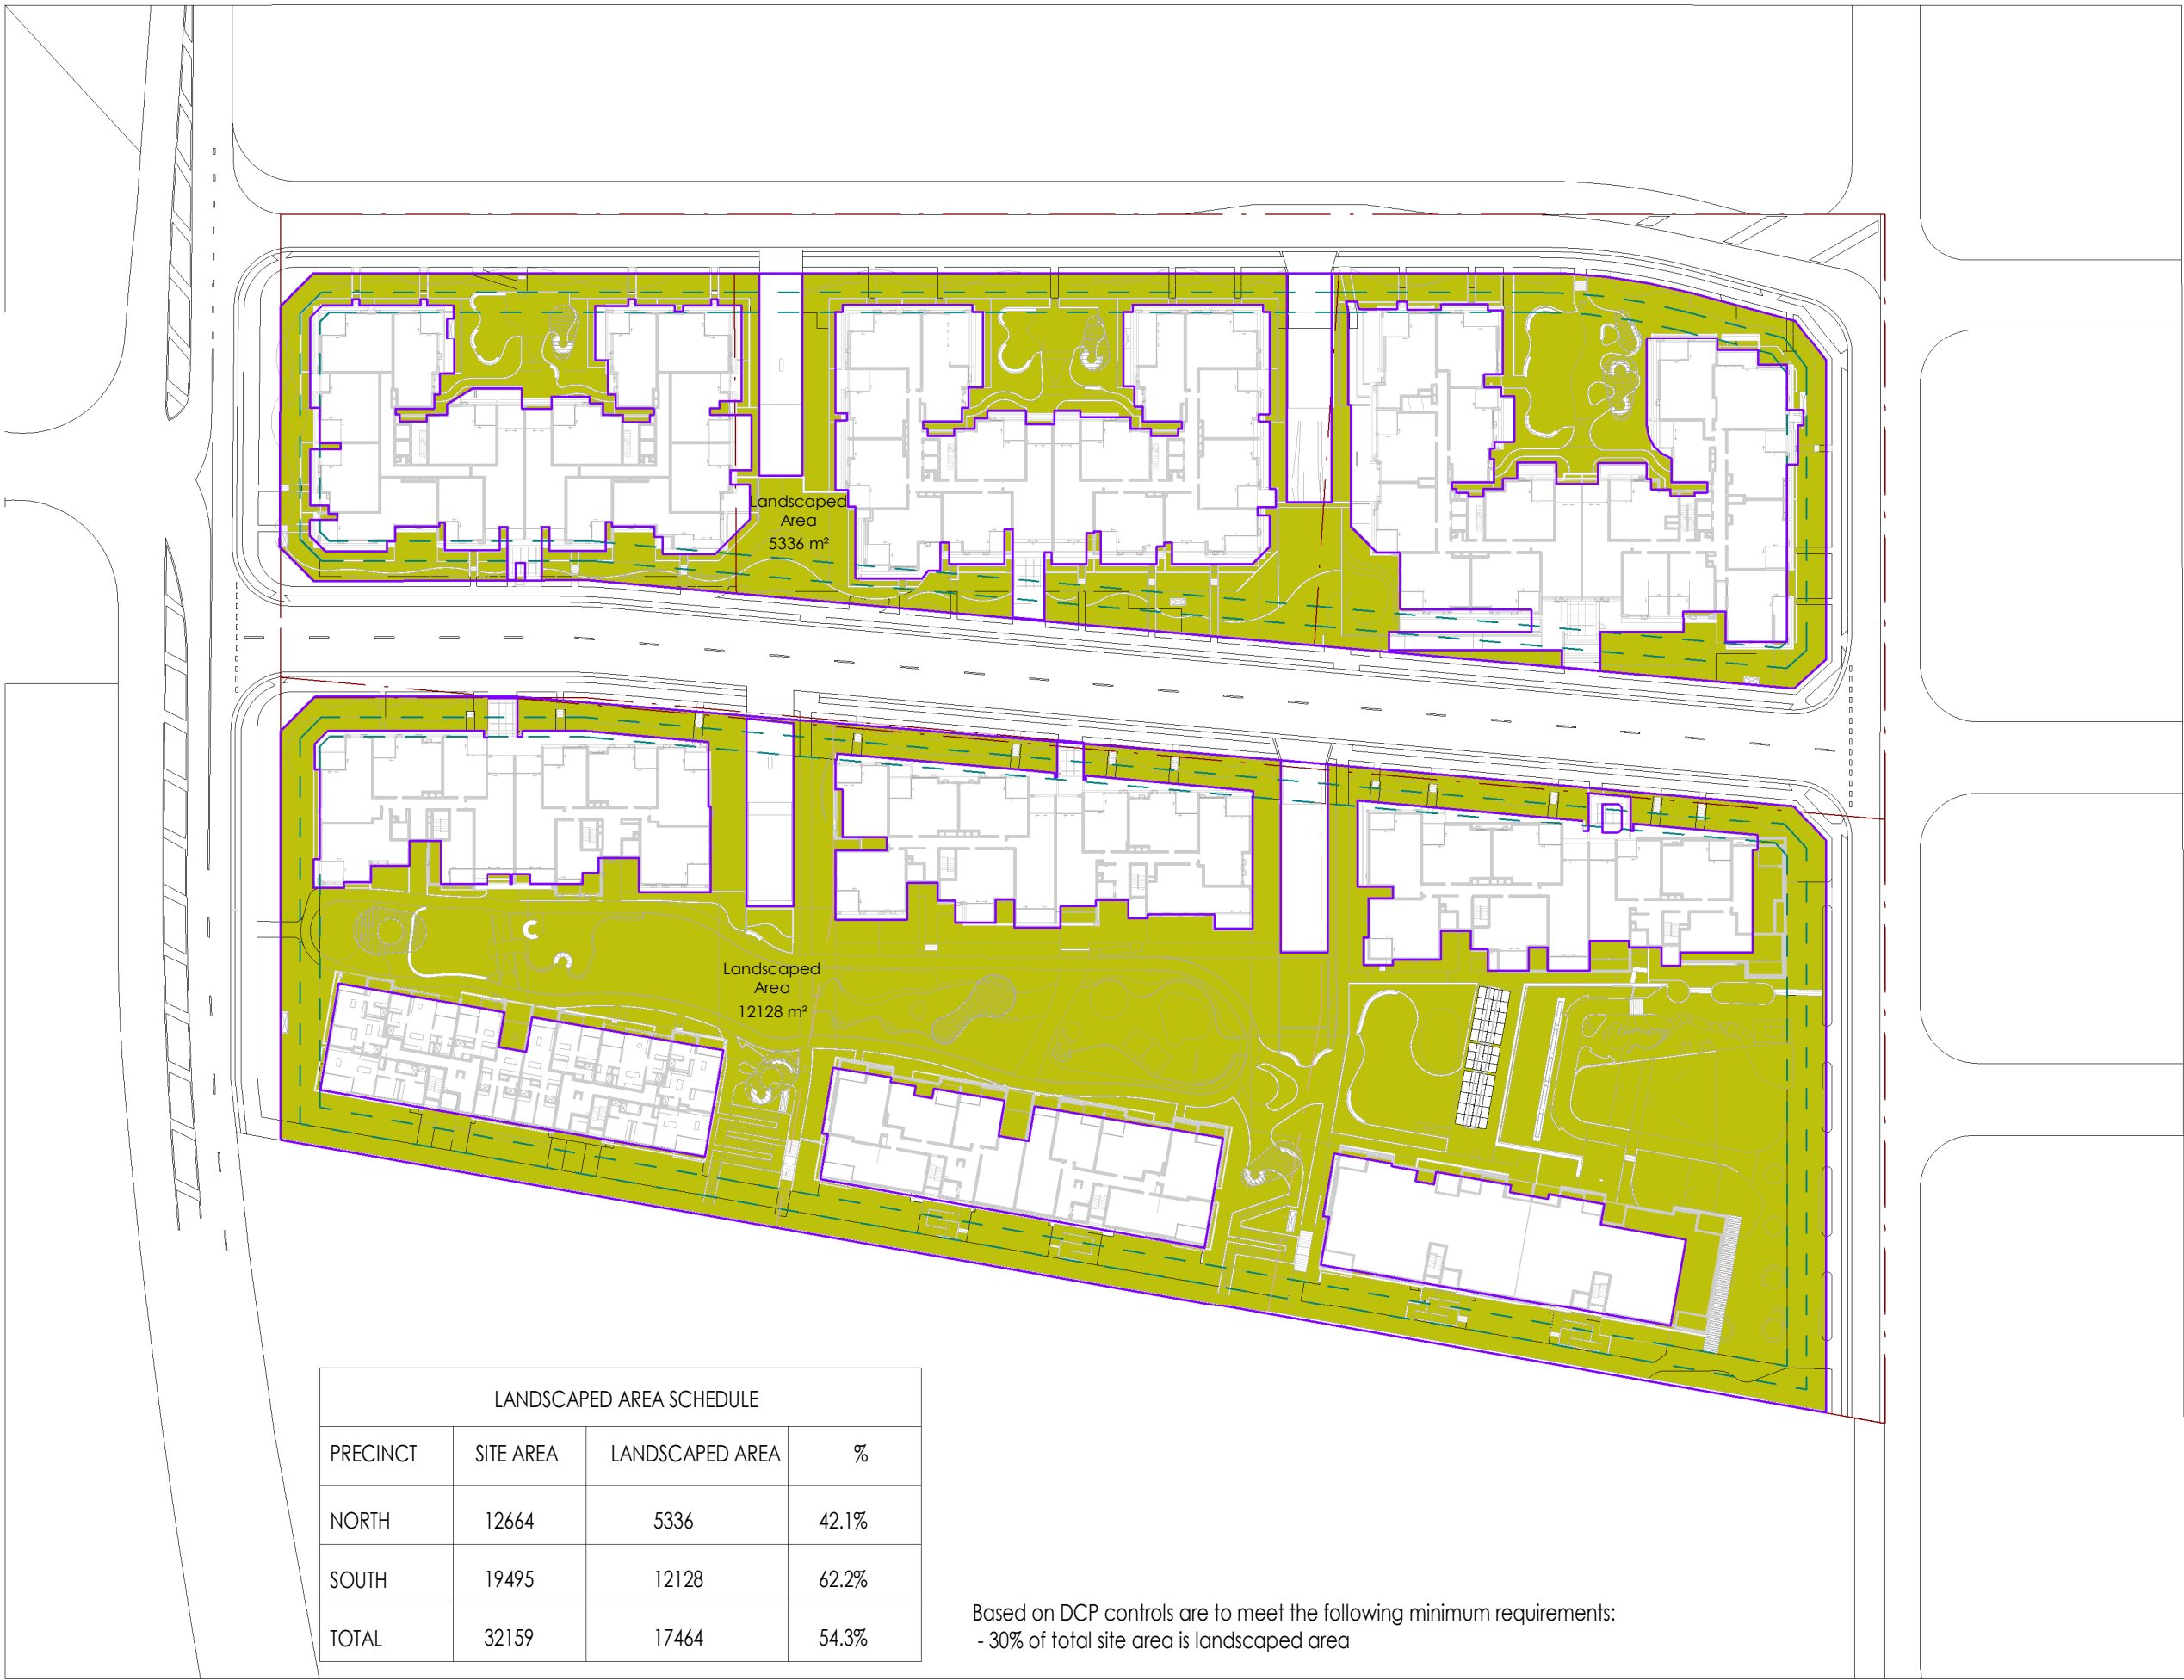 Landscaped
Area
5336 m²
Landscaped
Area
12128 m²
LANDSCAPED AREA SCHEDULE
PRECINCT SITE AREA LANDSCAPED AREA %
NORTH 12664 5336 42.1%
SOUTH 19495 12128 62.2%
TOTAL 32159 17464 54.3%
Based on DCP controls are to meet the following minimum requirements:
- 30% of total site area is landscaped area